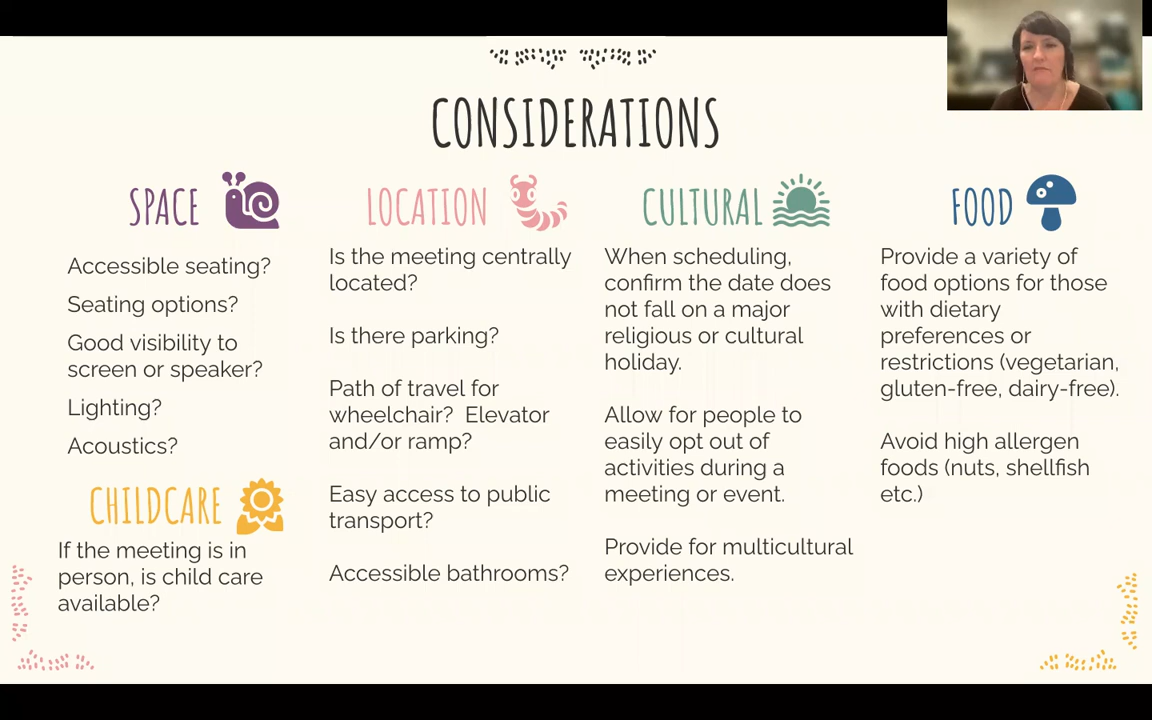 CONSIDERATIONS
SPACE
Accessible seating?
Seating options?
Good visibility to
screen or speaker?
Lighting?
Acoustics?
CHILDCARE
If the meeting is in
person, is child care
available?
LOCATION
Is the meeting centrally
located?
Is there parking?
Path of travel for
wheelchair?  Elevator
and/or ramp?
Easy access to public
transport?
Accessible bathrooms?
CULTURAL
When scheduling,
confirm the date does
not fall on a major
religious or cultural
holiday.
Allow for people to
easily opt out of
activities during a
meeting or event.
Provide for multicultural
experiences.
FOOD
Provide a variety of
food options for those
with dietary
preferences or
restrictions (vegetarian,
gluten-free, dairy-free).
Avoid high allergen
foods (nuts, shellfish
etc.)